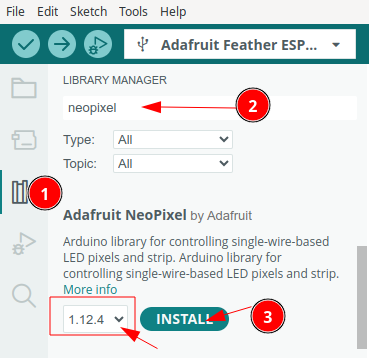 File Edit Sketch Tools Help
Adafruit Feather ESP...
LIBRARY MANAGER
neopixel
2
Type: All
Topic: All
1
Adafruit NeoPixel by Adafruit
Arduino library for controlling single-wire-based
LED pixels and strip. Arduino library for
controlling single-wire-based LED pixels and strip.
More info
1.12.4 INSTALL 3